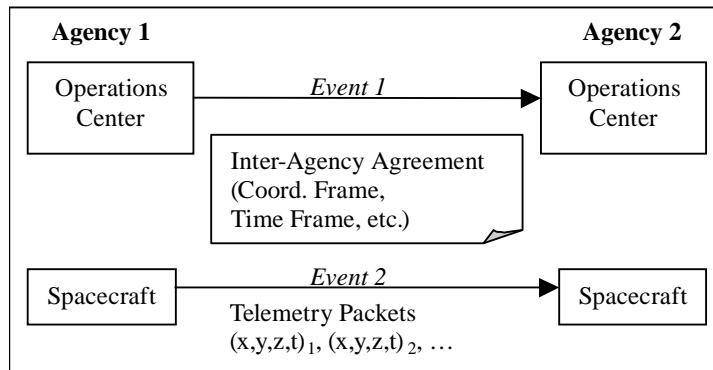 Agency 1
Agency 2
Operations
Center
Event 1
Operations
Center
Inter-Agency Agreement
(Coord. Frame,
Time Frame, etc.)
Spacecraft
Event 2
Spacecraft
Telemetry Packets
(x,y,z,t)1, (x,y,z,t)2, …